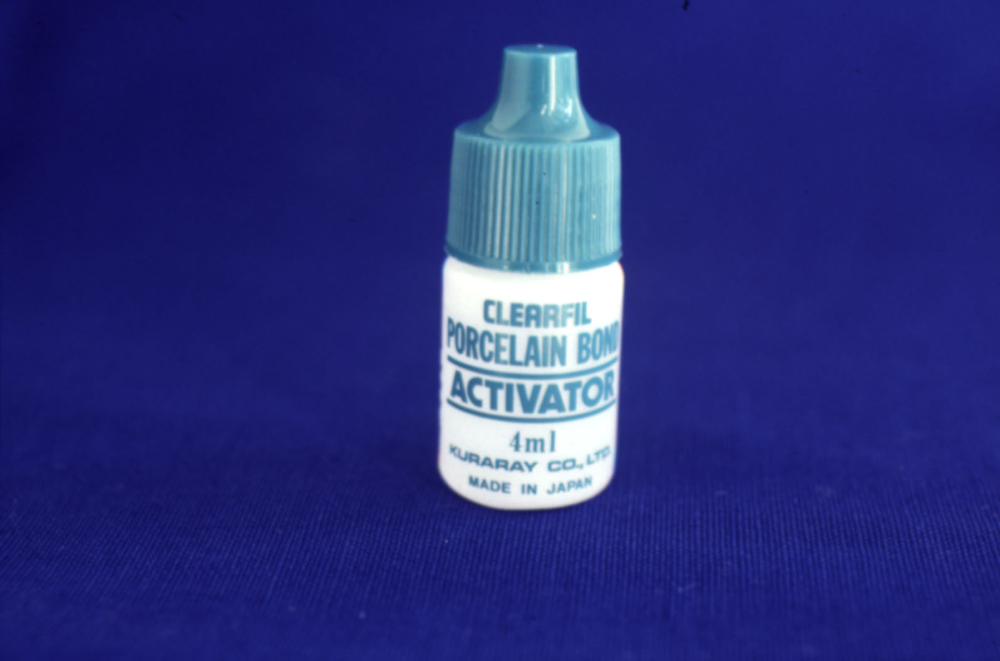 CLEARFIL
PORCELAIN BOND
ACTIVATOR
4ml
KURARAY CO., LTD.
MADE IN JAPAN